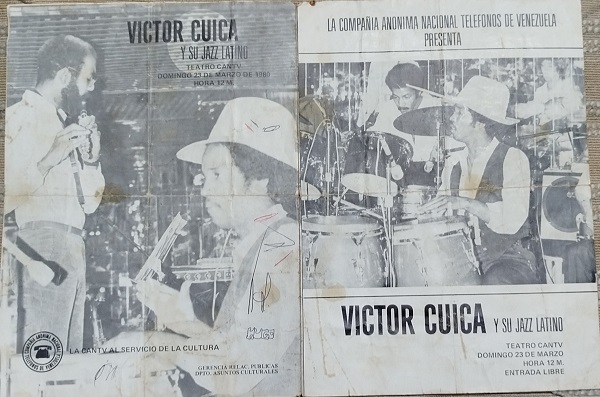 VICTOR CUICA
Y SU JAZZ LATINO
TEATRO CANTV
DOMINGO 23 DE MARZO DE 1980
HORA 12 M.
LA CANTV AL SERVICIO DE LA CULTURA
GERENCIA RELAC. PUBLICAS
DPTO. ASUNTOS CULTURALES
LA COMPAÑIA ANONIMA NACIONAL TELEFONOS DE VENEZUELA
PRESENTA
VICTOR CUICA Y SU JAZZ LATINO
TEATRO CANTV
DOMINGO 23 DE MARZO
HORA 12 M.
ENTRADA LIBRE